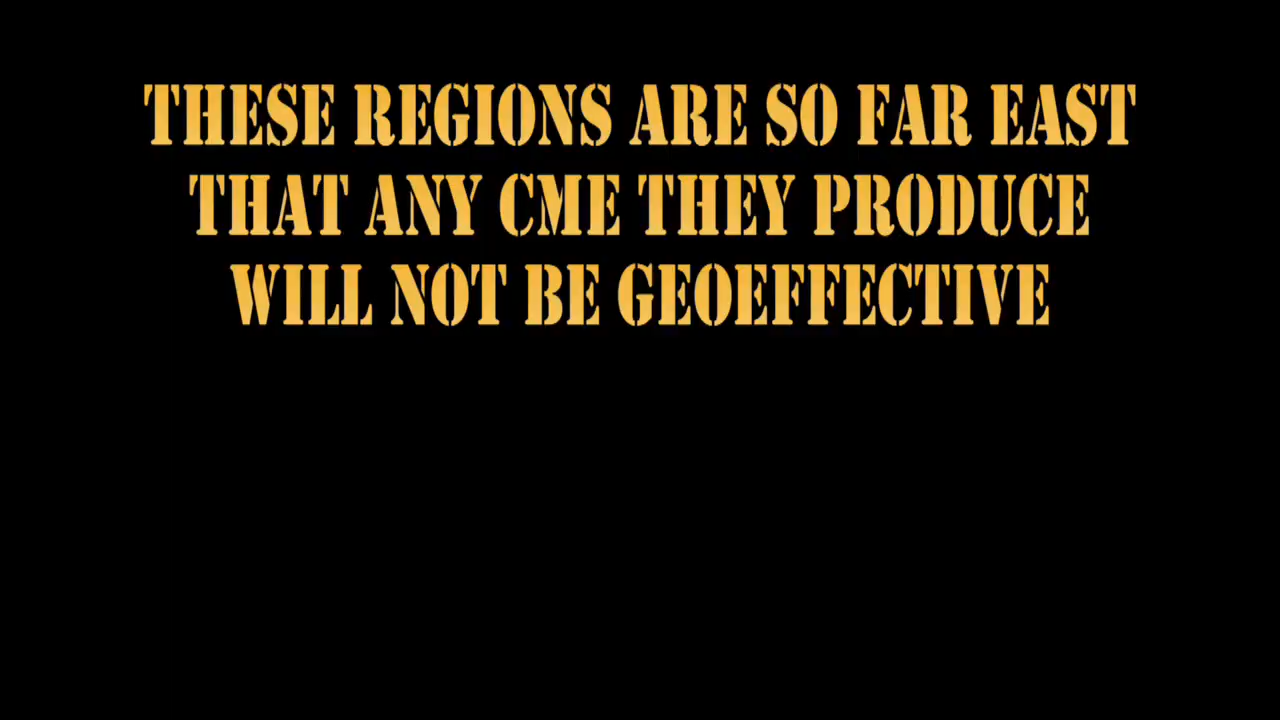 THESE REGIONS ARE SO FAR EAST
THAT ANY CME THEY PRODUCE
WILL NOT BE GEOEFFECTIVE